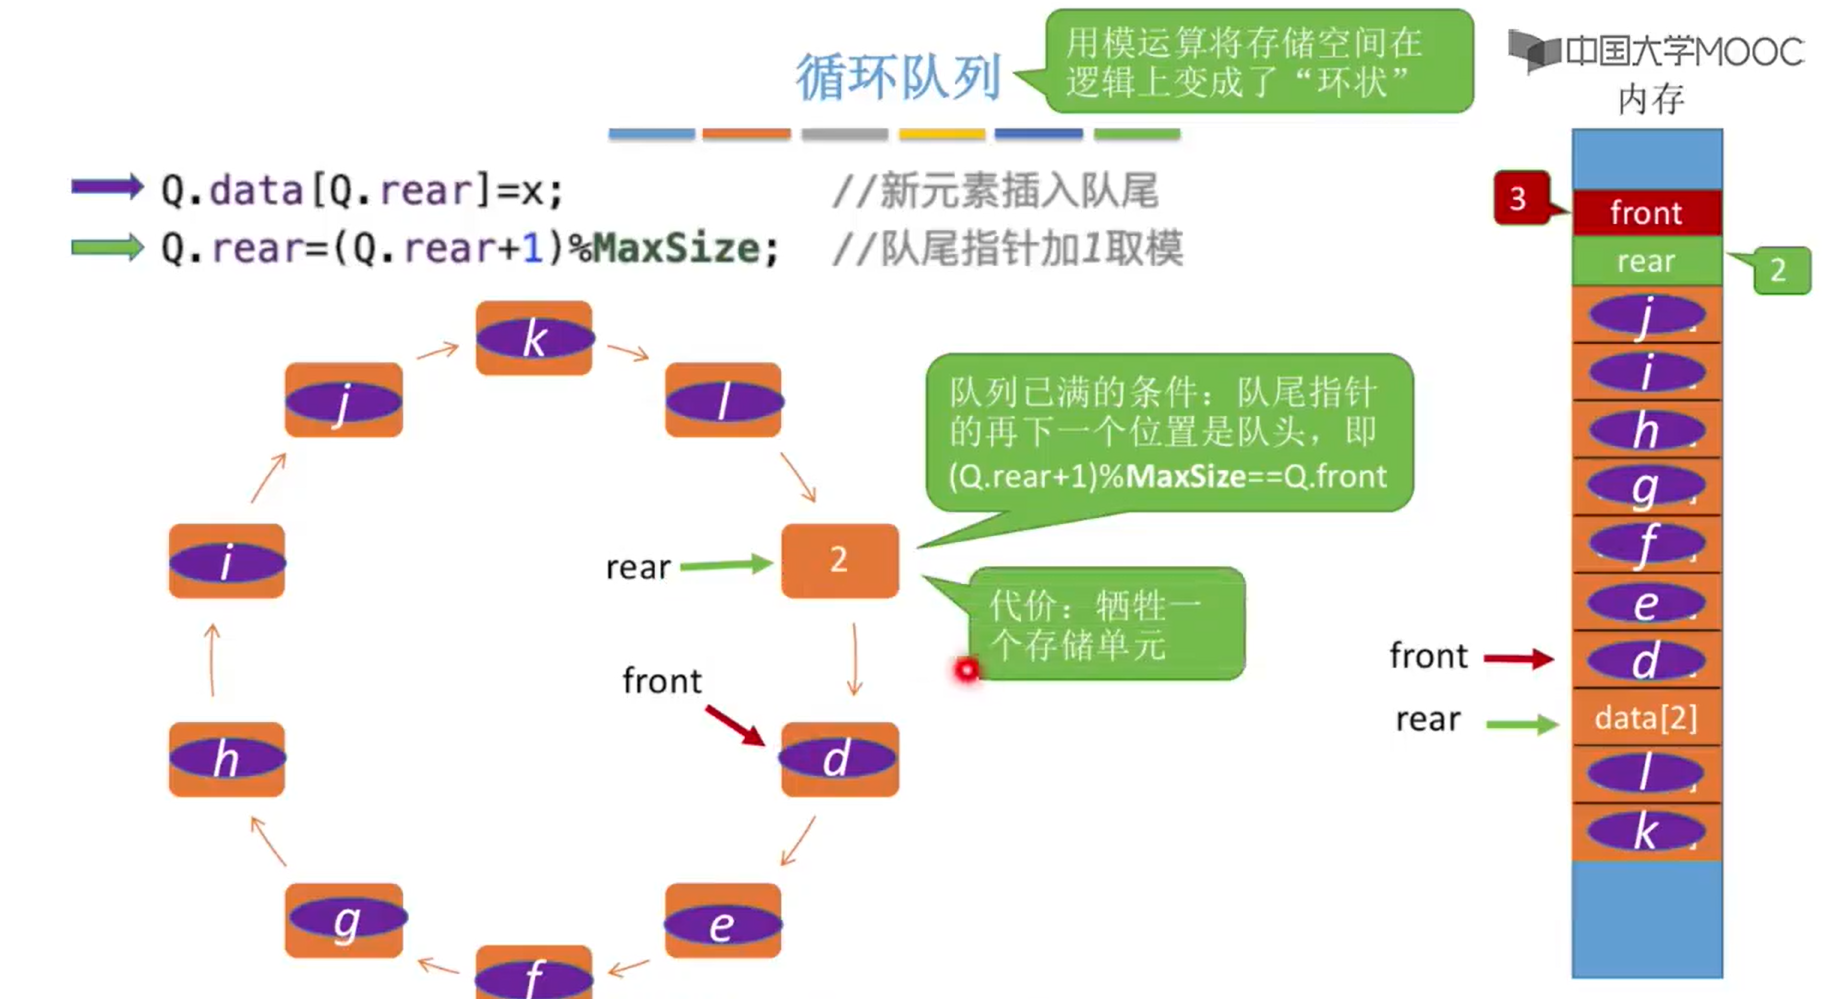 循环队列
用模运算将存储空间在
逻辑上变成了“环状”
中国大学MOOC
内存
Q.data[Q.rear]=x; //新元素插入队尾
Q.rear=(Q.rear+1)%MaxSize; //队尾指针加1取模
3
front
rear
2
k
j
l
队列已满的条件：队尾指针
的再下一个位置是队头，即
(Q.rear+1)%MaxSize==Q.front
i
rear
2
代价：牺牲一
个存储单元
front
h
d
g
e
f
j
i
h
g
f
e
front
d
rear
data[2]
l
k